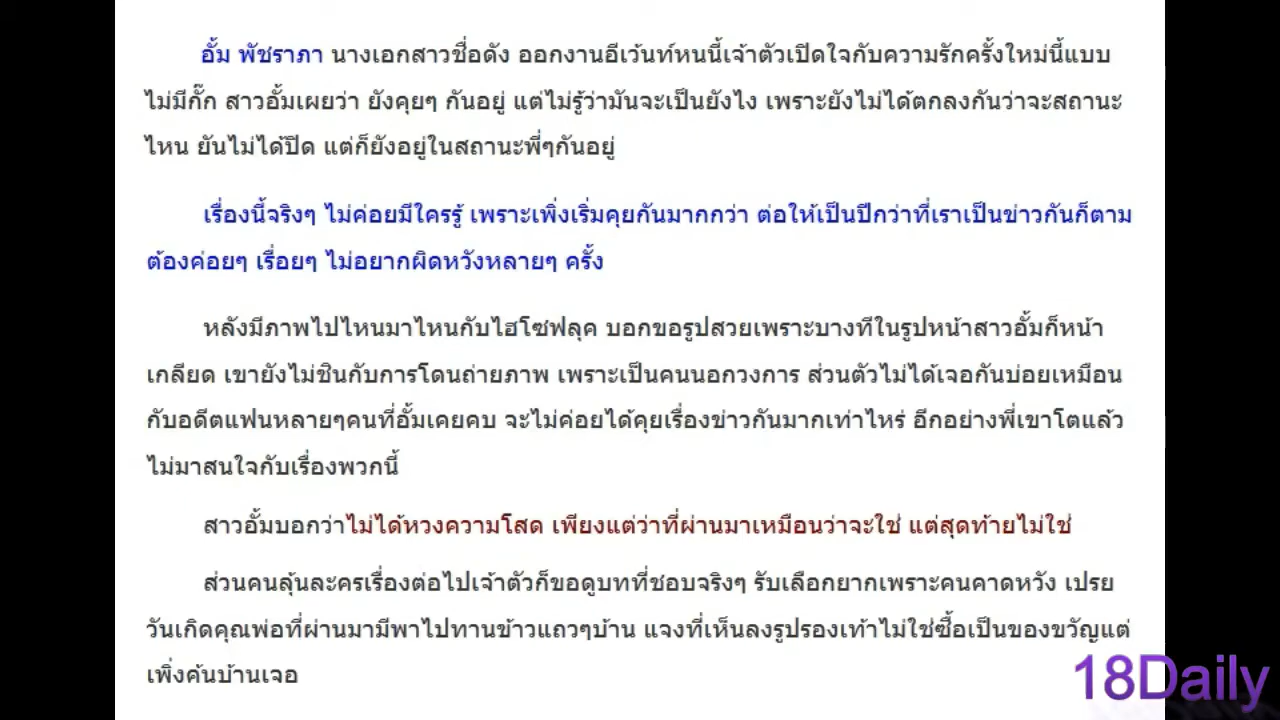 อั้ม พัชราภา นางเอกสาวชื่อดัง ออกงานอีเว้นท์หนนี้เจ้าตัวเปิดใจกับความรักครั้งใหม่นี้แบบ
ไม่มีกั๊ก สาวอั้มเผยว่า ยังคุยๆ กันอยู่ แต่ไม่รู้ว่ามันจะเป็นยังไง เพราะยังไม่ได้ตกลงกันว่าจะสถานะ
ไหน ยันไม่ได้ปิด แต่ก็ยังอยู่ในสถานะพี่ๆกันอยู่
เรื่องนี้จริงๆ ไม่ค่อยมีใครรู้ เพราะเพิ่งเริ่มคุยกันมากกว่า ต่อให้เป็นปีกว่าที่เราเป็นข่าวกันก็ตาม
ต้องค่อยๆ เรื่อยๆ ไม่อยากผิดหวังหลายๆ ครั้ง
หลังมีภาพไปไหนมาไหนกับไฮโซฟลุค บอกขอรูปสวยเพราะบางทีในรูปหน้าสาวอั้มก็หน้า
เกลียด เขายังไม่ชินกับการโดนถ่ายภาพ เพราะเป็นคนนอกวงการ ส่วนตัวไม่ได้เจอกันบ่อยเหมือน
กับอดีตแฟนหลายๆคนที่อั้มเคยคบ จะไม่ค่อยได้คุยเรื่องข่าวกันมากเท่าไหร่ อีกอย่างพี่เขาโตแล้ว
ไม่มาสนใจกับเรื่องพวกนี้
สาวอั้มบอกว่าไม่ได้หวงความโสด เพียงแต่ว่าที่ผ่านมาเหมือนว่าจะใช่ แต่สุดท้ายไม่ใช่
ส่วนคนลุ้นละครเรื่องต่อไปเจ้าตัวก็ขอดูบทที่ชอบจริงๆ รับเลือกยากเพราะคนคาดหวัง เปรย
วันเกิดคุณพ่อที่ผ่านมามีพาไปทานข้าวแถวๆบ้าน แจงที่เห็นลงรูปรองเท้าไม่ใช่ซื้อเป็นของขวัญแต่
เพิ่งค้นบ้านเจอ
18Daily